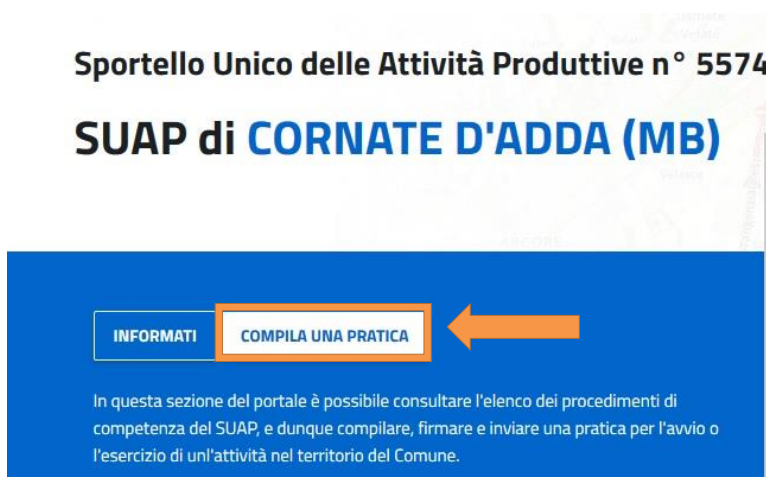 Sportello Unico delle Attività Produttive n° 5574
SUAP di CORNATE D'ADDA (MB)
INFORMATI
COMPILA UNA PRATICA
In questa sezione del portale è possibile consultare l'elenco dei procedimenti di
competenza del SUAP, e dunque compilare, firmare e inviare una pratica per l'avvio o
l'esercizio di unl'attività nel territorio del Comune.